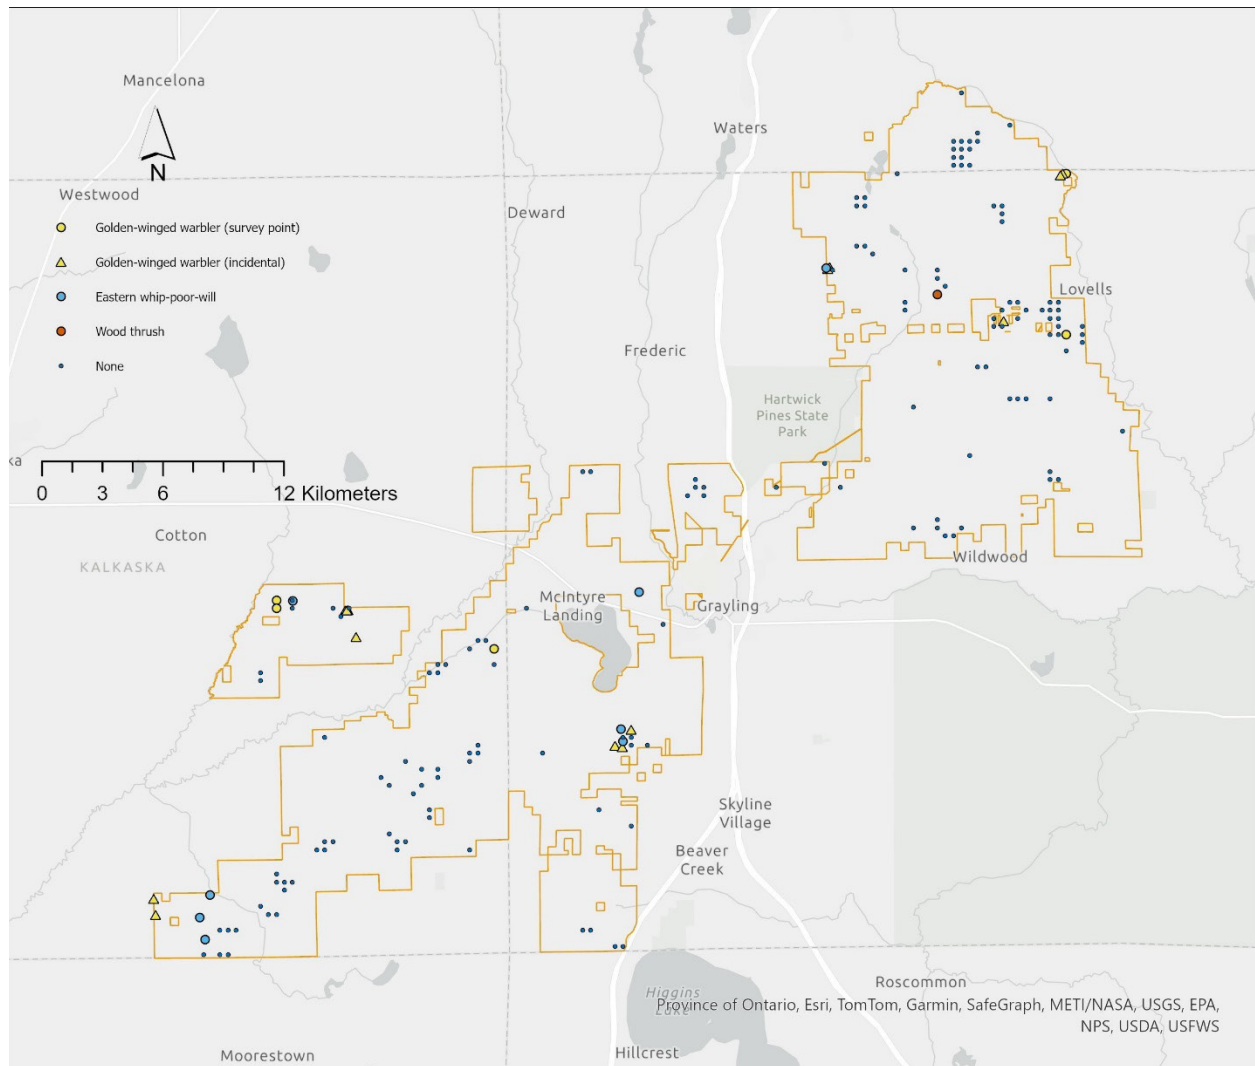 Mancelona
Waters
N
Westwood
Deward
Golden-winged warbler (survey point)
Golden-winged warbler (incidental)
Lovells
Eastern whip-poor-will
Wood thrush
Frederic
None
Hartwick
Pines State
Park
ka
0 3 6 12 Kilometers
Cotton
Wildwood
KALKASKA
McIntyre
Landing
Grayling
Skyline
Village
Beaver
Creek
Roscommon
Higgins
Lake
Province of Ontario, Esri, TomTom, Garmin, SafeGraph, METI/NASA, USGS, EPA,
NPS, USDA, USFWS
Moorestown
Hillcrest